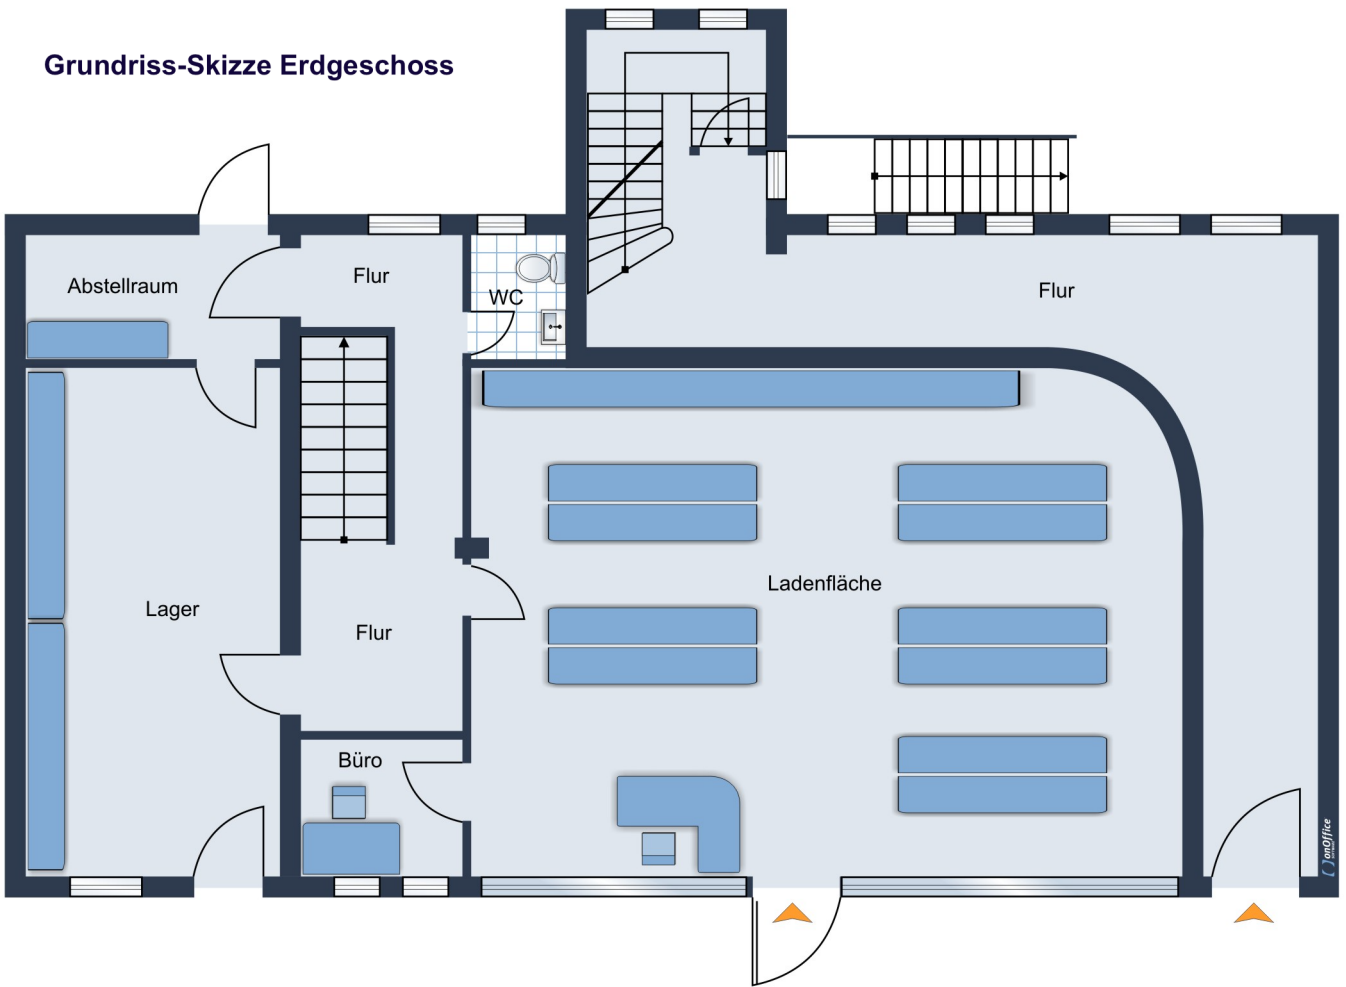 Grundriss-Skizze Erdgeschoss
Abstellraum
Flur
WC
Flur
Lager
Flur
Ladenfläche
Büro
onOffice